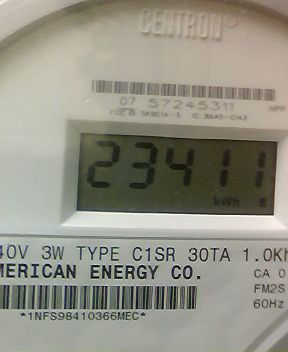 CENTRON
07 57245311
23411
kWh
40V 3W TYPE C1SR 30TA 1.0Kh
MERICAN ENERGY CO.
CA 0
FM2S
60Hz
*1NFS98410366MEC*